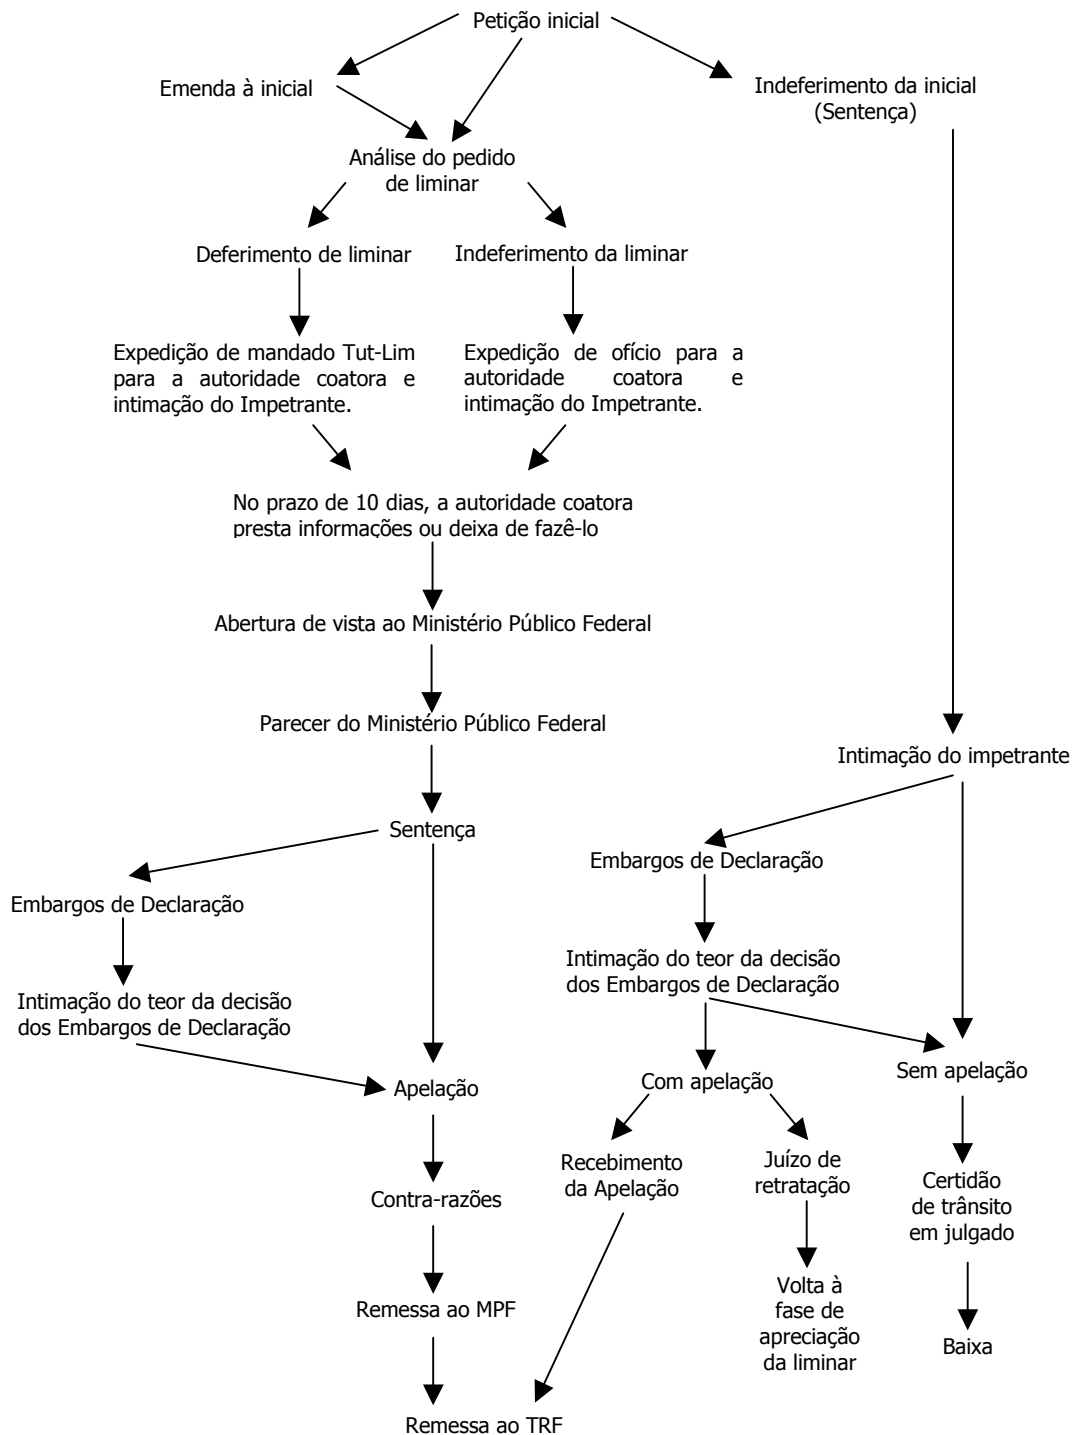 Petição inicial
Emenda à inicial
Indeferimento da inicial
(Sentença)
Análise do pedido
de liminar
Deferimento de liminar
Indeferimento da liminar
Expedição de mandado Tut-Lim
para a autoridade coatora e
intimação do Impetrante.
Expedição de ofício para a
autoridade coatora e
intimação do Impetrante.
No prazo de 10 dias, a autoridade coatora
presta informações ou deixa de fazê-lo
Abertura de vista ao Ministério Público Federal
Parecer do Ministério Público Federal
Sentença
Embargos de Declaração
Intimação do teor da decisão
dos Embargos de Declaração
Apelação
Contra-razões
Remessa ao MPF
Remessa ao TRF
Intimação do impetrante
Embargos de Declaração
Intimação do teor da decisão
dos Embargos de Declaração
Com apelação
Sem apelação
Recebimento
da Apelação
Juízo de
retratação
Volta à
fase de
apreciação
da liminar
Certidão
de trânsito
em julgado
Baixa